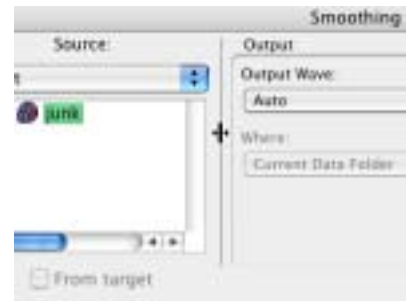 Smoothing
Source:
t
junk
From target
Output
Output Wave:
Auto
Where:
Current Data Folder